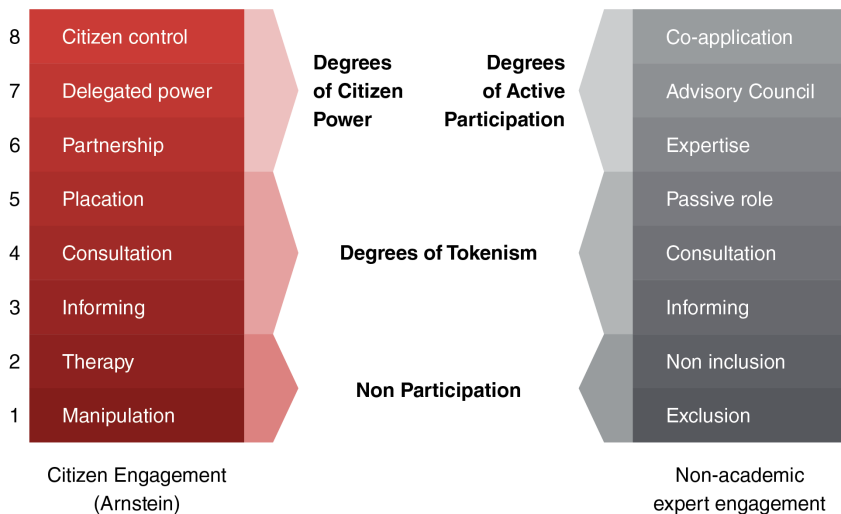 8 Citizen control
7 Delegated power
6 Partnership
5 Placation
4 Consultation
3 Informing
2 Therapy
1 Manipulation
Citizen Engagement
(Arnstein)
Degrees
of Citizen
Power
Degrees
of Active
Participation
Degrees of Tokenism
Non Participation
Co-application
Advisory Council
Expertise
Passive role
Consultation
Informing
Non inclusion
Exclusion
Non-academic
expert engagement